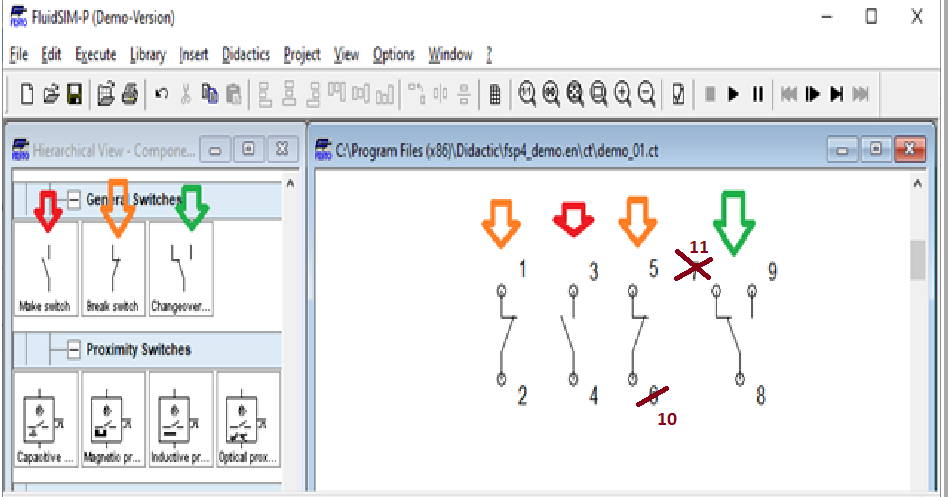 FluidSIM-P (Demo-Version)
File Edit Execute Library Insert Didactics Project View Options Window ?
Hierarchical View - Compone...
C:\Program Files (x86)\Didactic\fsp4_demo.en\ct\demo_01.ct
General Switches
Make switch Break switch Changeover...
Proximity Switches
Capacitive ... Magnetic pr... Inductive pr... Optical prox...
11
1 3 5 7 9
2 4 6 8
10